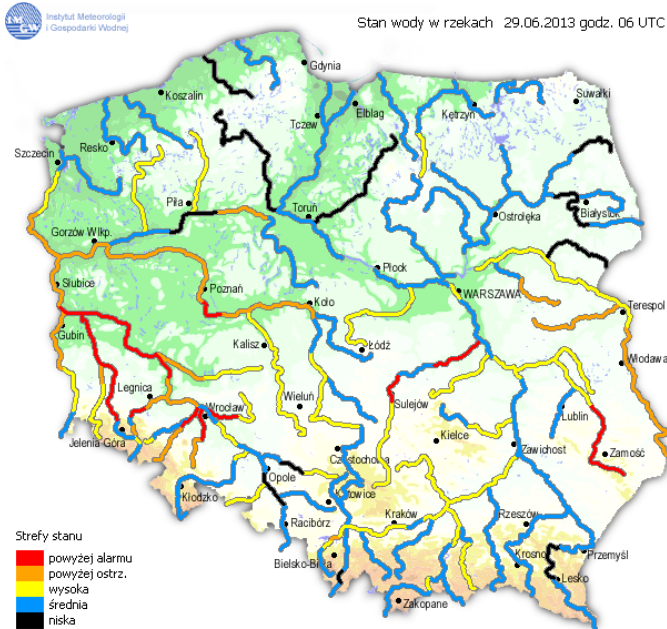 Instytut Meteorologii
i Gospodarki Wodnej
IMGW
Stan wody w rzekach 29.06.2013 godz. 06 UTC
Gdynia
Koszalin
Suwałki
Elbląg
Kętrzyn
Tczew
Resko
Szczecin
Piła
Białystok
Toruń
Ostrołęka
Gorzów Wlkp.
Płock
Słubice
Poznań
WARSZAWA
Koło
Terespol
Gubin
Kalisz
Łódź
Włodawa
Legnica
Wieluń
Wrocław
Sulejów
Lublin
Jelenia Góra
Kielce
Zawichost
Zamość
Częstochowa
Opole
Kłodzko
Katowice
Kraków
Rzeszów
Racibórz
Przemyśl
Bielsko-Biała
Krosno
Lesko
Zakopane
Strefy stanu
powyżej alarmu
powyżej ostrz.
wysoka
średnia
niska